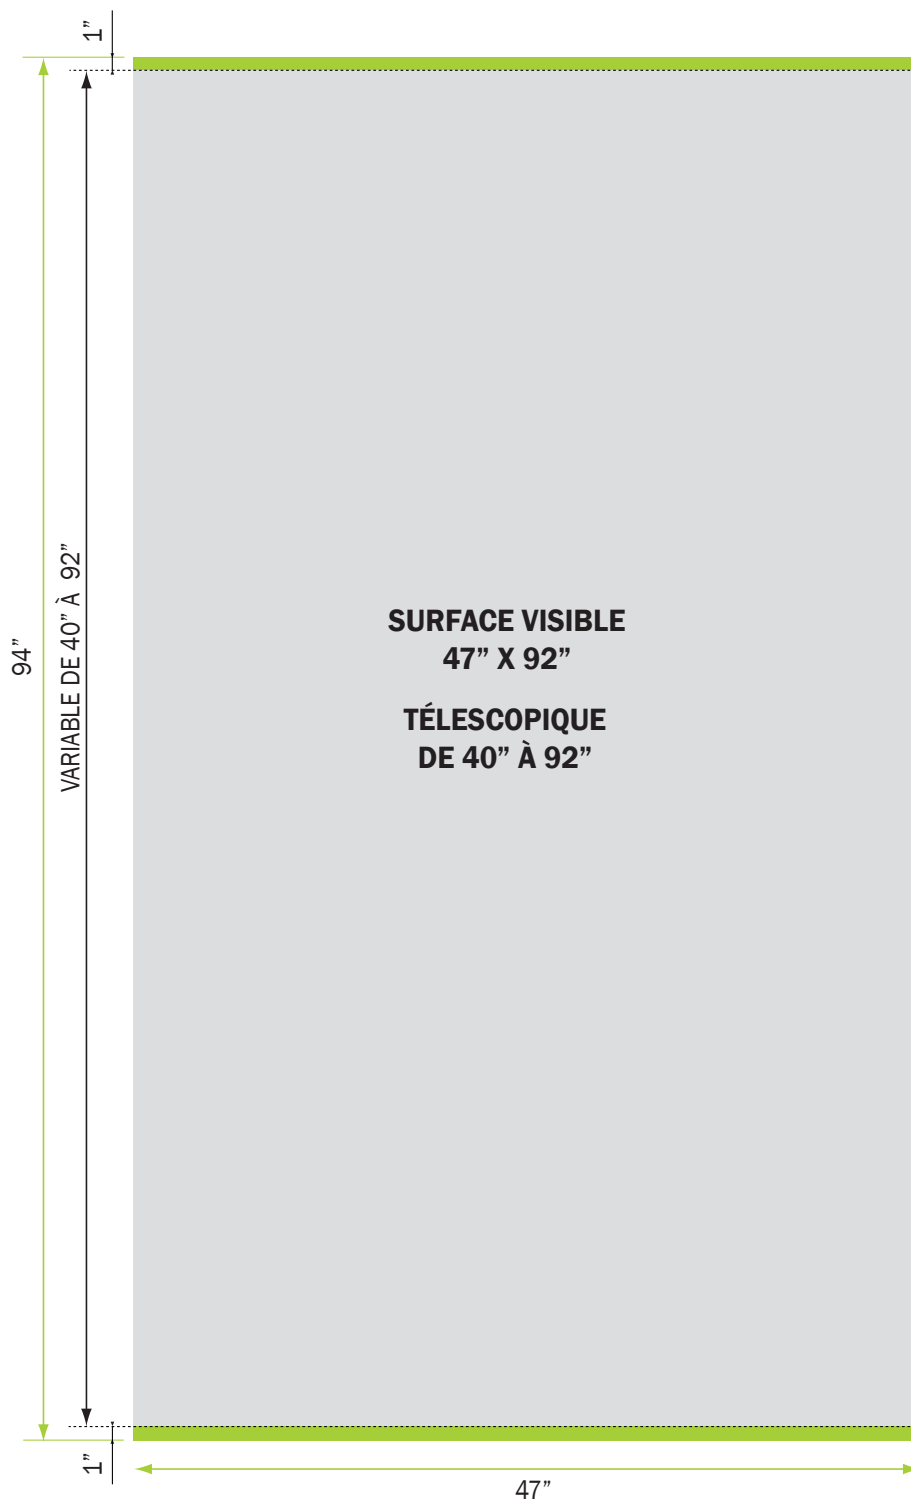 1”
94”
VARIABLE DE 40” À 92”
SURFACE VISIBLE
47” X 92”
TÉLESCOPIQUE
DE 40” À 92”
1”
47”